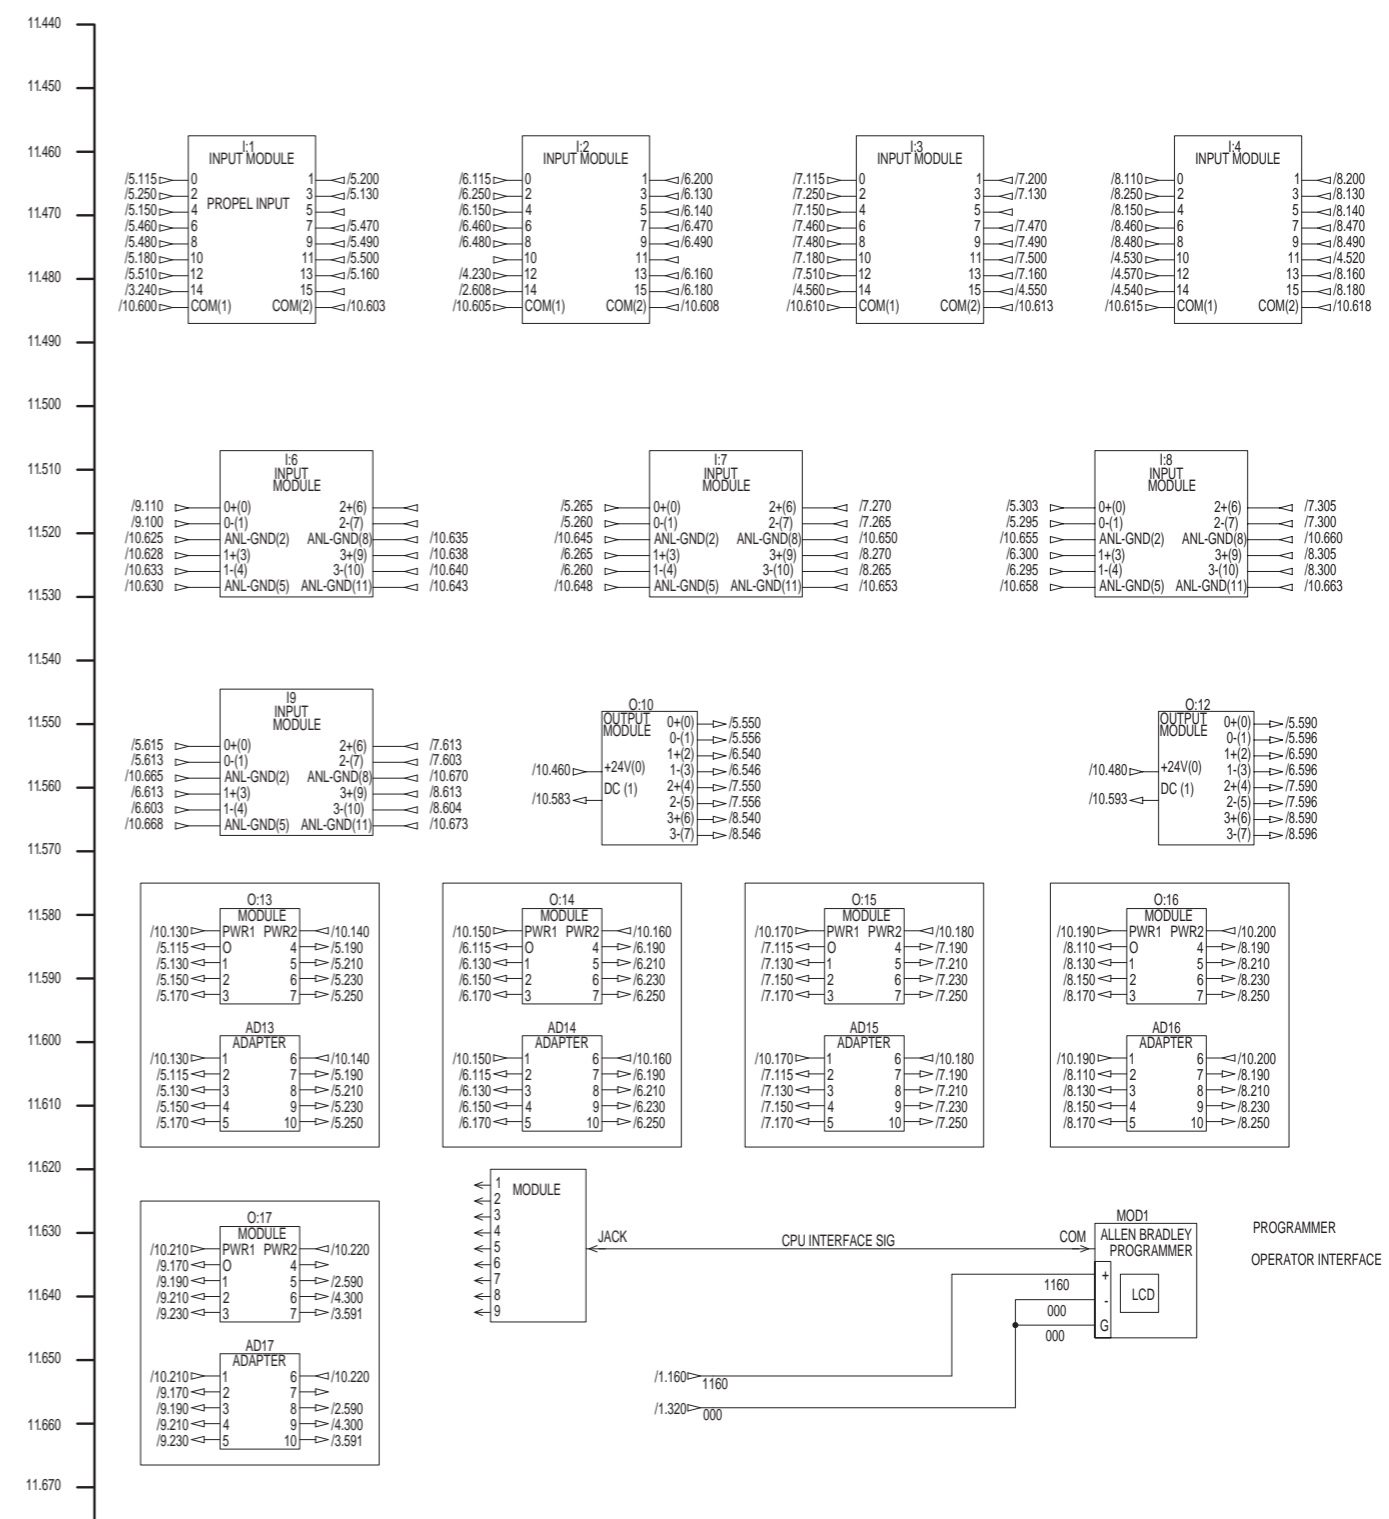 11.440
11.450
11.460
11.470
11.480
11.490
11.500
11.510
11.520
11.530
11.540
11.550
11.560
11.570
11.580
11.590
11.600
11.610
11.620
11.630
11.640
11.650
11.660
11.670
I:1
INPUT MODULE
PROPEL INPUT
/5.115 0 1 /5.200
/5.250 2 3 /5.130
/5.150 4 5
/5.460 6 7 /5.470
/5.480 8 9 /5.490
/5.180 10 11 /5.500
/5.510 12 13 /5.160
/3.240 14 15
/10.600 COM(1) COM(2) /10.603
I:2
INPUT MODULE
/6.115 0 1 /6.200
/6.250 2 3 /6.130
/6.150 4 5 /6.140
/6.460 6 7 /6.470
/6.480 8 9 /6.490
10 11
/4.230 12 13 /6.160
/2.608 14 15 /6.180
/10.605 COM(1) COM(2) /10.608
I:3
INPUT MODULE
/7.115 0 1 /7.200
/7.250 2 3 /7.130
/7.150 4 5
/7.460 6 7 /7.470
/7.480 8 9 /7.490
/7.180 10 11 /7.500
/7.510 12 13 /7.160
/4.560 14 15 /4.550
/10.610 COM(1) COM(2) /10.613
I:4
INPUT MODULE
/8.110 0 1 /8.200
/8.250 2 3 /8.130
/8.150 4 5 /8.140
/8.460 6 7 /8.470
/8.480 8 9 /8.490
/4.530 10 11 /4.520
/4.570 12 13 /8.160
/4.540 14 15 /8.180
/10.615 COM(1) COM(2) /10.618
I:6
INPUT
MODULE
/9.110 0+(0) 2+(6)
/9.100 0-(1) 2-(7)
/10.625 ANL-GND(2) ANL-GND(8) /10.635
/10.628 1+(3) 3+(9) /10.638
/10.633 1-(4) 3-(10) /10.640
/10.630 ANL-GND(5) ANL-GND(11) /10.643
I:7
INPUT
MODULE
/5.265 0+(0) 2+(6) /7.270
/5.260 0-(1) 2-(7) /7.265
/10.645 ANL-GND(2) ANL-GND(8) /10.650
/6.265 1+(3) 3+(9) /8.270
/6.260 1-(4) 3-(10) /8.265
/10.648 ANL-GND(5) ANL-GND(11) /10.653
I:8
INPUT
MODULE
/5.303 0+(0) 2+(6) /7.305
/5.295 0-(1) 2-(7) /7.300
/10.655 ANL-GND(2) ANL-GND(8) /10.660
/6.300 1+(3) 3+(9) /8.305
/6.295 1-(4) 3-(10) /8.300
/10.658 ANL-GND(5) ANL-GND(11) /10.663
I9
INPUT
MODULE
/5.615 0+(0) 2+(6) /7.613
/5.613 0-(1) 2-(7) /7.603
/10.665 ANL-GND(2) ANL-GND(8) /10.670
/6.613 1+(3) 3+(9) /8.613
/6.603 1-(4) 3-(10) /8.604
/10.668 ANL-GND(5) ANL-GND(11) /10.673
O:10
OUTPUT
MODULE
/10.460 +24V(0)
/10.583 DC (1)
0+(0) /5.550
0-(1) /5.556
1+(2) /6.540
1-(3) /6.546
2+(4) /7.550
2-(5) /7.556
3+(6) /8.540
3-(7) /8.546
O:12
OUTPUT
MODULE
/10.480 +24V(0)
/10.593 DC (1)
0+(0) /5.590
0-(1) /5.596
1+(2) /6.590
1-(3) /6.596
2+(4) /7.590
2-(5) /7.596
3+(6) /8.590
3-(7) /8.596
O:13
MODULE
/10.130 PWR1 PWR2 /10.140
/5.115 O 4 /5.190
/5.130 1 5 /5.210
/5.150 2 6 /5.230
/5.170 3 7 /5.250
AD13
ADAPTER
/10.130 1 6 /10.140
/5.115 2 7 /5.190
/5.130 3 8 /5.210
/5.150 4 9 /5.230
/5.170 5 10 /5.250
O:14
MODULE
/10.150 PWR1 PWR2 /10.160
/6.115 O 4 /6.190
/6.130 1 5 /6.210
/6.150 2 6 /6.230
/6.170 3 7 /6.250
AD14
ADAPTER
/10.150 1 6 /10.160
/6.115 2 7 /6.190
/6.130 3 8 /6.210
/6.150 4 9 /6.230
/6.170 5 10 /6.250
O:15
MODULE
/10.170 PWR1 PWR2 /10.180
/7.115 O 4 /7.190
/7.130 1 5 /7.210
/7.150 2 6 /7.230
/7.170 3 7 /7.250
AD15
ADAPTER
/10.170 1 6 /10.180
/7.115 2 7 /7.190
/7.130 3 8 /7.210
/7.150 4 9 /7.230
/7.170 5 10 /7.250
O:16
MODULE
/10.190 PWR1 PWR2 /10.200
/8.110 O 4 /8.190
/8.130 1 5 /8.210
/8.150 2 6 /8.230
/8.170 3 7 /8.250
AD16
ADAPTER
/10.190 1 6 /10.200
/8.110 2 7 /8.190
/8.130 3 8 /8.210
/8.150 4 9 /8.230
/8.170 5 10 /8.250
O:17
MODULE
/10.210 PWR1 PWR2 /10.220
/9.170 O 4
/9.190 1 5 /2.590
/9.210 2 6 /4.300
/9.230 3 7 /3.591
AD17
ADAPTER
/10.210 1 6 /10.220
/9.170 2 7
/9.190 3 8 /2.590
/9.210 4 9 /4.300
/9.230 5 10 /3.591
MODULE
1
2
3
4
5
6
7
8
9
JACK CPU INTERFACE SIG COM
MOD1
ALLEN BRADLEY
PROGRAMMER
LCD
+
-
G
1160
000
000
/1.160 1160
/1.320 000
PROGRAMMER
OPERATOR INTERFACE